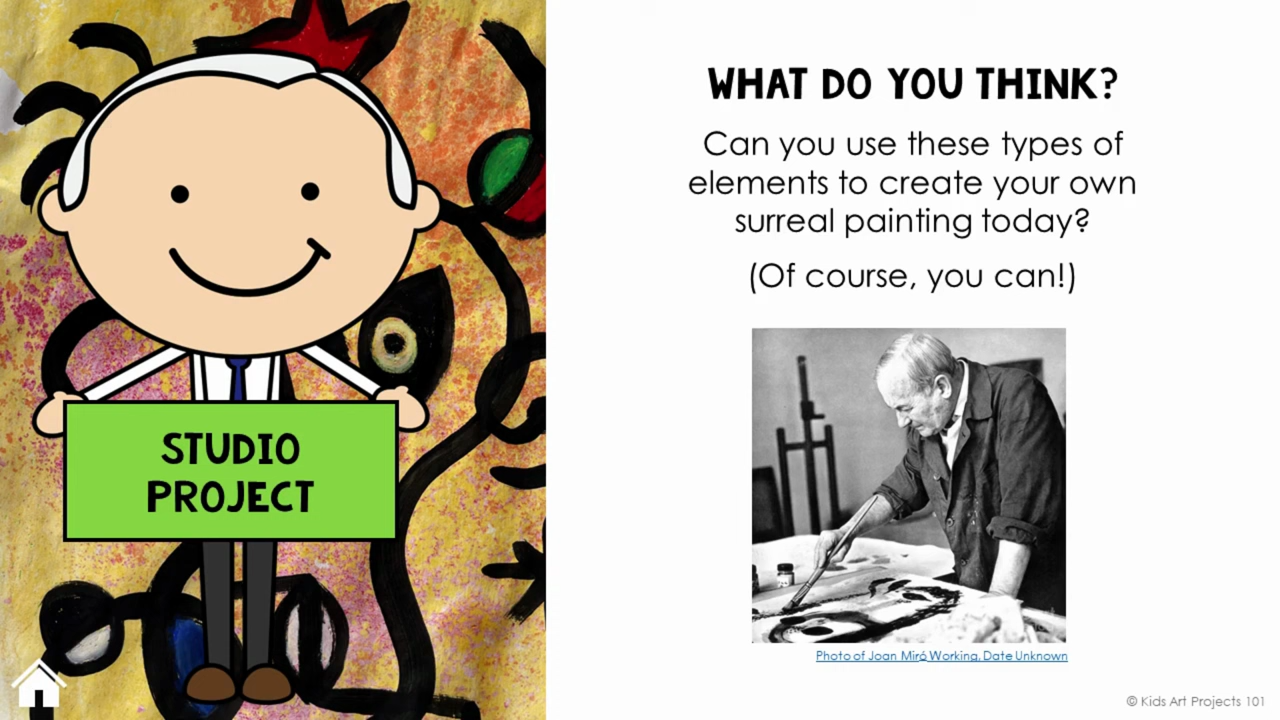 STUDIO
PROJECT
WHAT DO YOU THINK?
Can you use these types of
elements to create your own
surreal painting today?
(Of course, you can!)
Photo of Joan Miró Working, Date Unknown
© Kids Art Projects 101